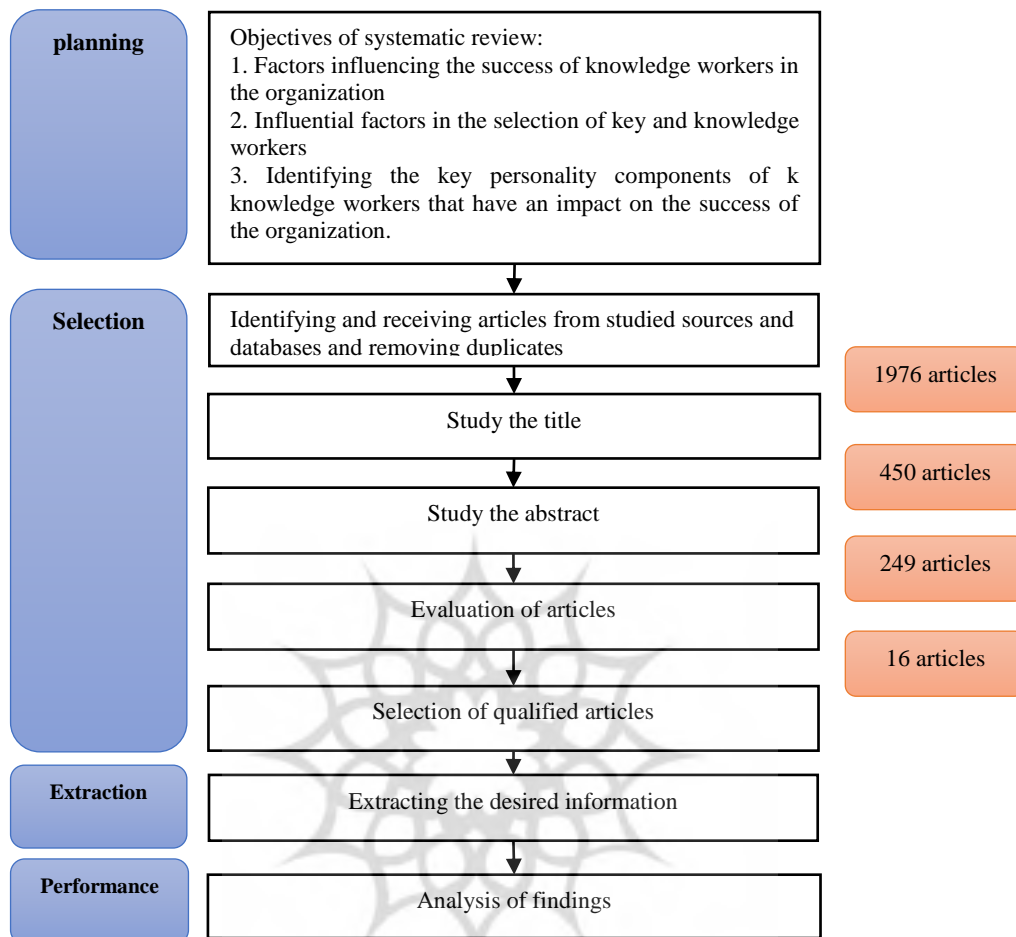 planning
Objectives of systematic review:
1. Factors influencing the success of knowledge workers in
the organization
2. Influential factors in the selection of key and knowledge
workers
3. Identifying the key personality components of k
knowledge workers that have an impact on the success of
the organization.
Selection
Identifying and receiving articles from studied sources and
databases and removing duplicates
1976 articles
Study the title
450 articles
Study the abstract
249 articles
Evaluation of articles
16 articles
Selection of qualified articles
Extraction
Extracting the desired information
Performance
Analysis of findings